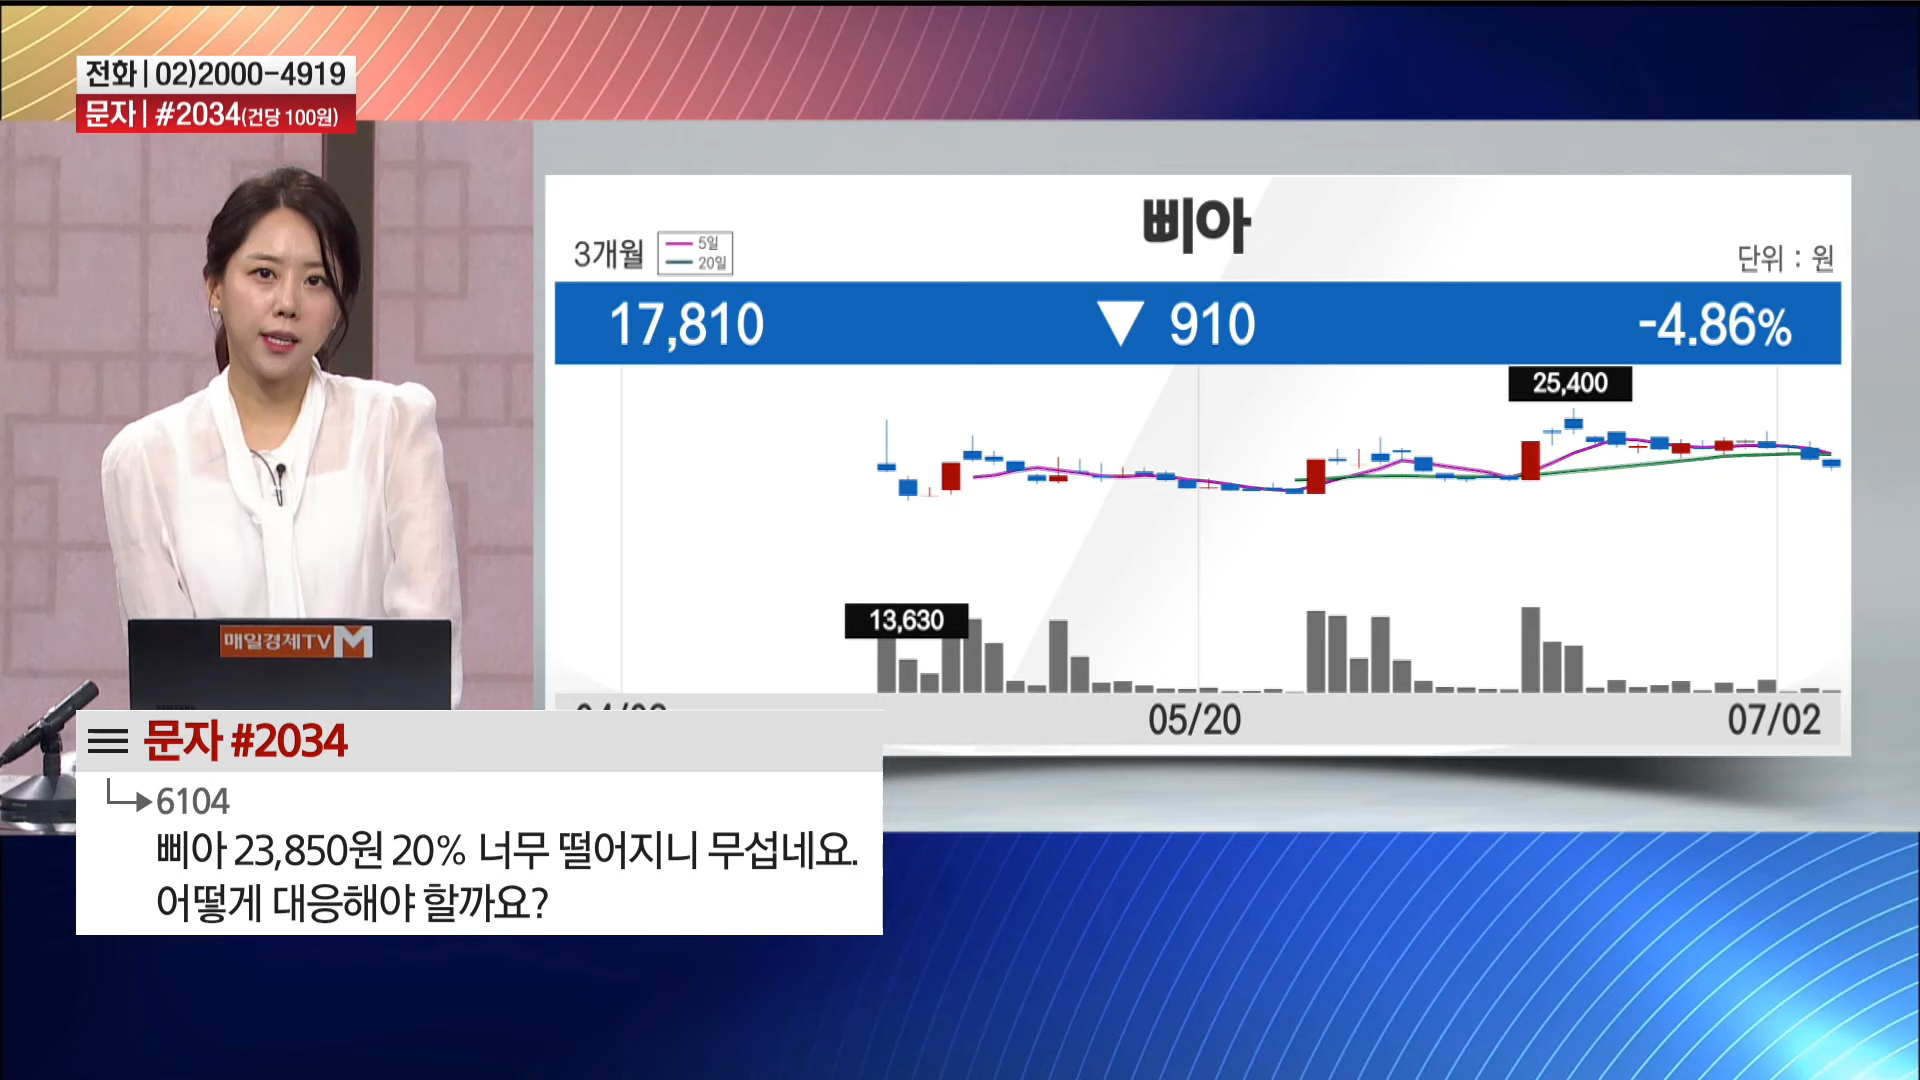 전화 | 02)2000-4919
문자 | #2034(건당 100원)
삐아
3개월
5일
20일
단위 : 원
17,810 ▼ 910 -4.86%
25,400
13,630
매일경제TV M
05/20
07/02
문자 #2034
6104
삐아 23,850원 20% 너무 떨어지니 무섭네요.
어떻게 대응해야 할까요?